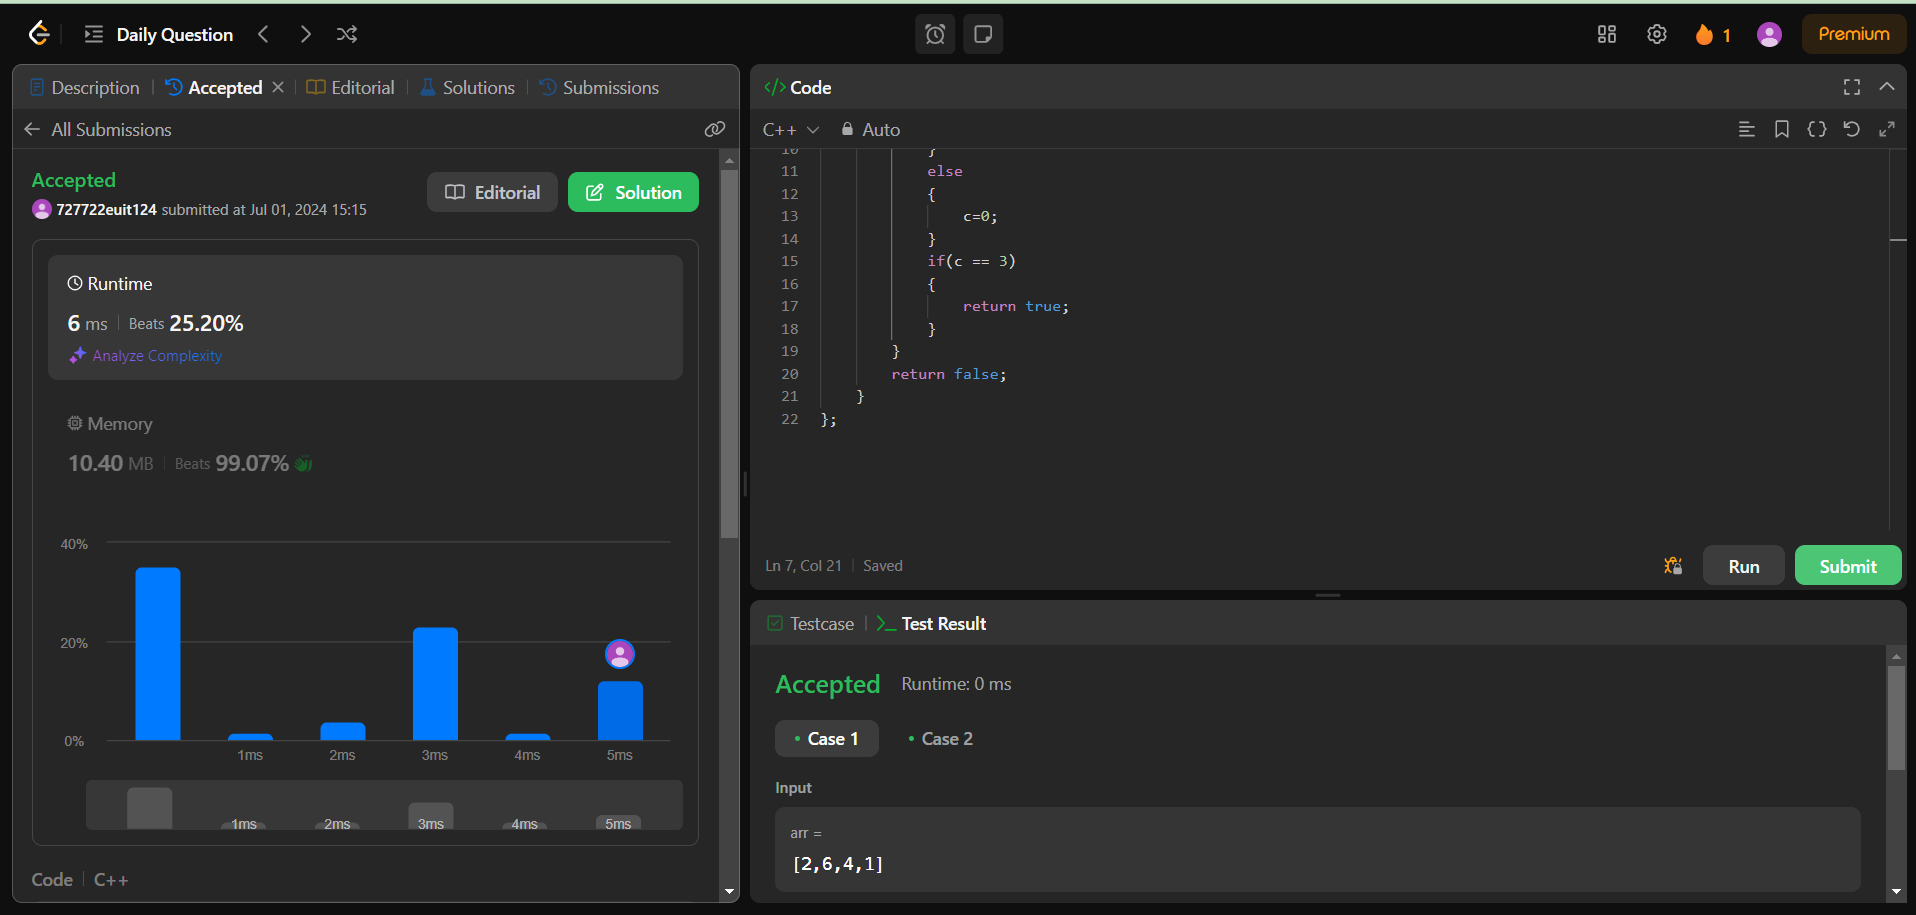 Daily Question
1
Premium
Description
Accepted
Editorial
Solutions
Submissions
All Submissions
Accepted
727722euit124 submitted at Jul 01, 2024 15:15
Editorial
Solution
Runtime
6 ms
Beats 25.20%
Analyze Complexity
Memory
10.40 MB
Beats 99.07%
40%
20%
0%
1ms 2ms 3ms 4ms 5ms
1ms 2ms 3ms 4ms 5ms
Code
C++
</> Code
C++
Auto
10 }
11 else
12 {
13 c=0;
14 }
15 if(c == 3)
16 {
17 return true;
18 }
19 }
20 return false;
21 }
22 };
Ln 7, Col 21
Saved
Run
Submit
Testcase
Test Result
Accepted
Runtime: 0 ms
Case 1
Case 2
Input
arr =
[2,6,4,1]